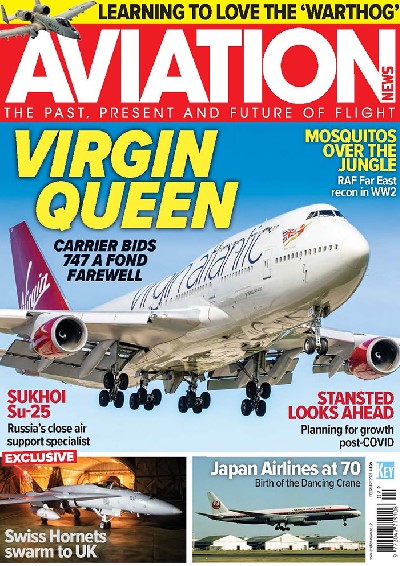 LEARNING TO LOVE THE 'WARTHOG'
AVIATION
NEWS
THE PAST, PRESENT AND FUTURE OF FLIGHT
VIRGIN
QUEEN
CARRIER BIDS
747 A FOND
FAREWELL
MOSQUITOS
OVER THE
JUNGLE
RAF Far East
recon in WW2
virgin atlantic
Virgin
SUKHOI
Su-25
Russia's close air
support specialist
STANSTED
LOOKS AHEAD
Planning for growth
post-COVID
EXCLUSIVE
Swiss Hornets
swarm to UK
Japan Airlines at 70
Birth of the Dancing Crane
KEY